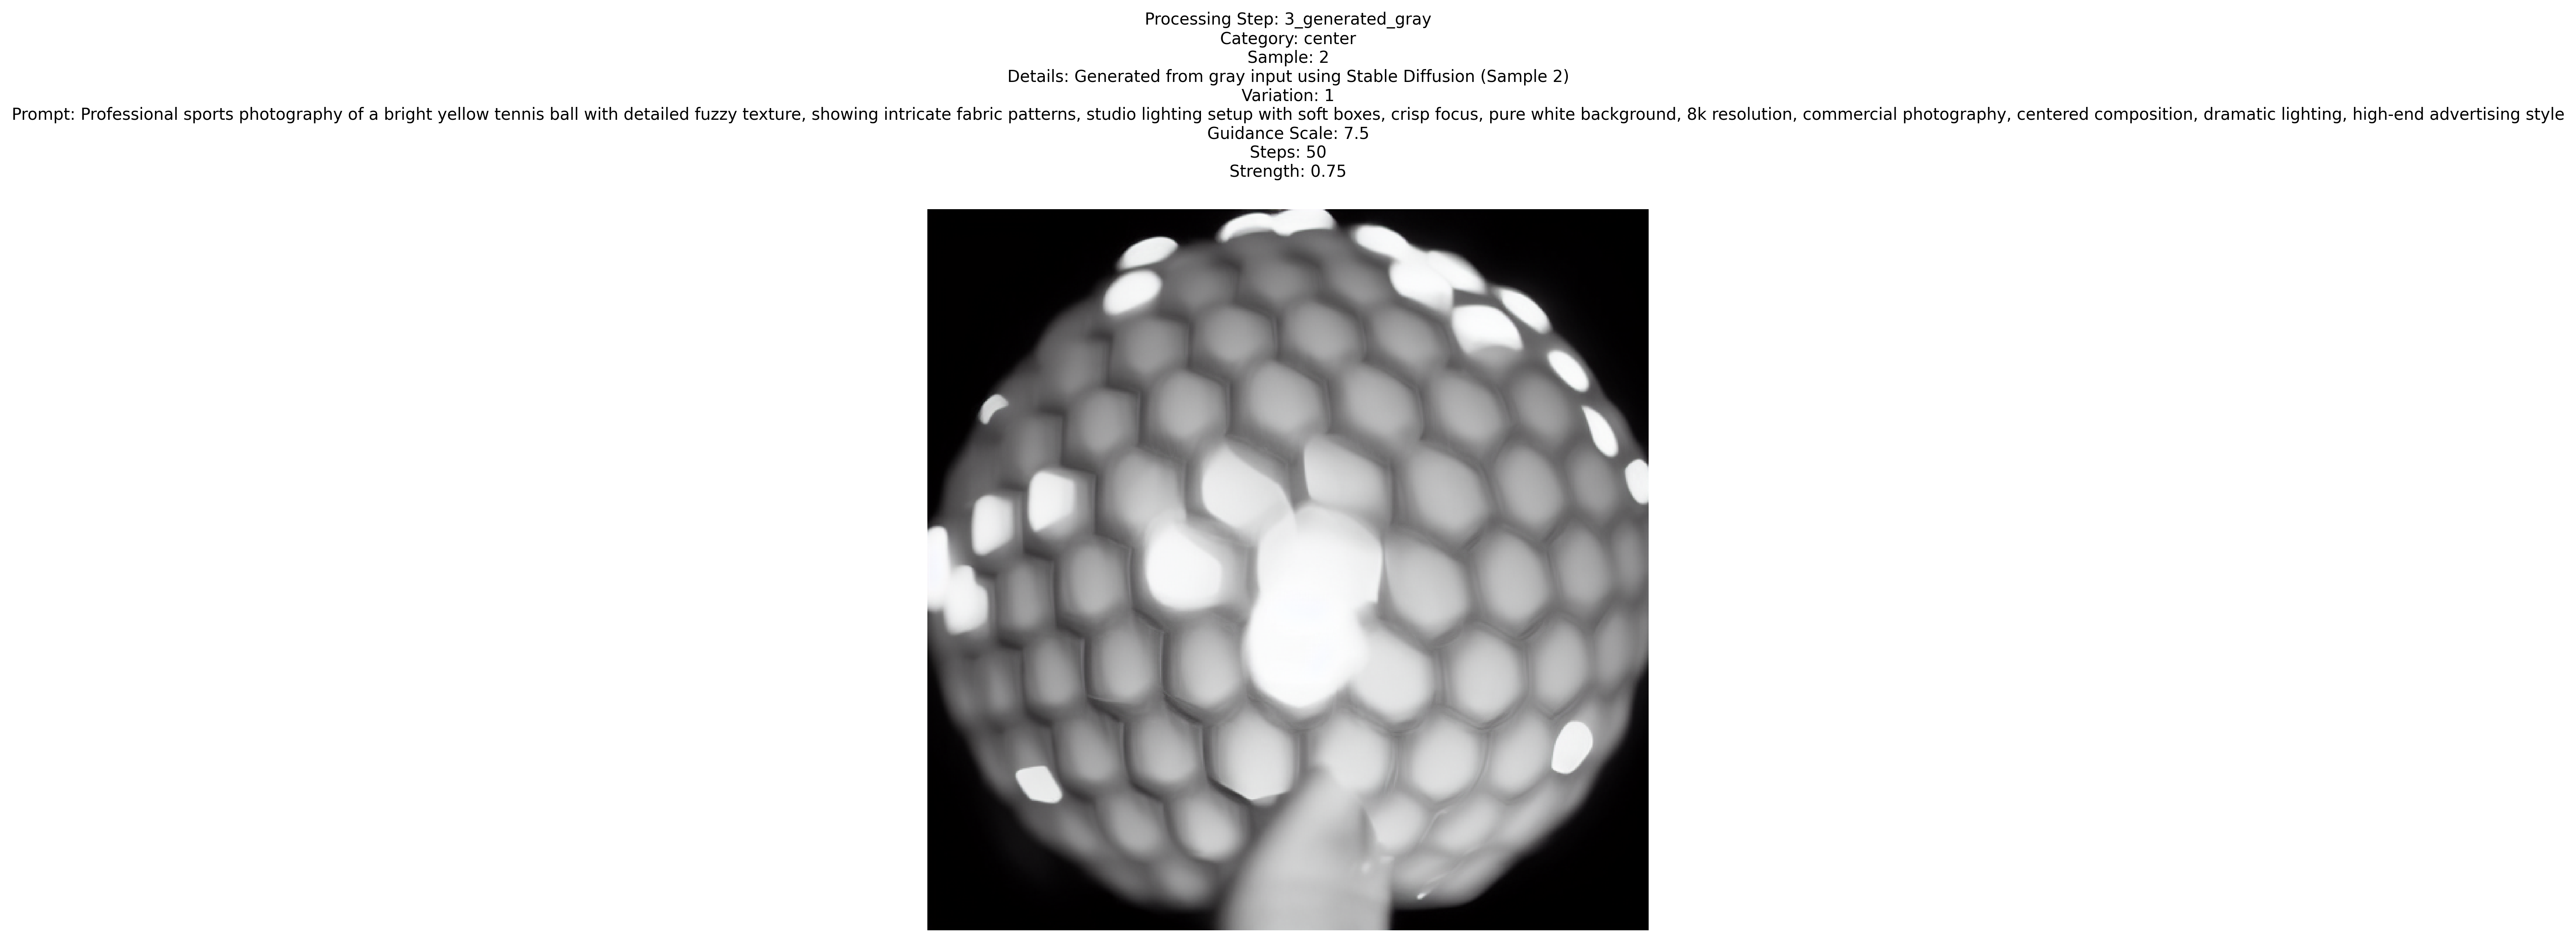 Processing Step: 3_generated_gray
Category: center
Sample: 2
Details: Generated from gray input using Stable Diffusion (Sample 2)
Variation: 1
Prompt: Professional sports photography of a bright yellow tennis ball with detailed fuzzy texture, showing intricate fabric patterns, studio lighting setup with soft boxes, crisp focus, pure white background, 8k resolution, commercial photography, centered composition, dramatic lighting, high-end advertising style
Guidance Scale: 7.5
Steps: 50
Strength: 0.75